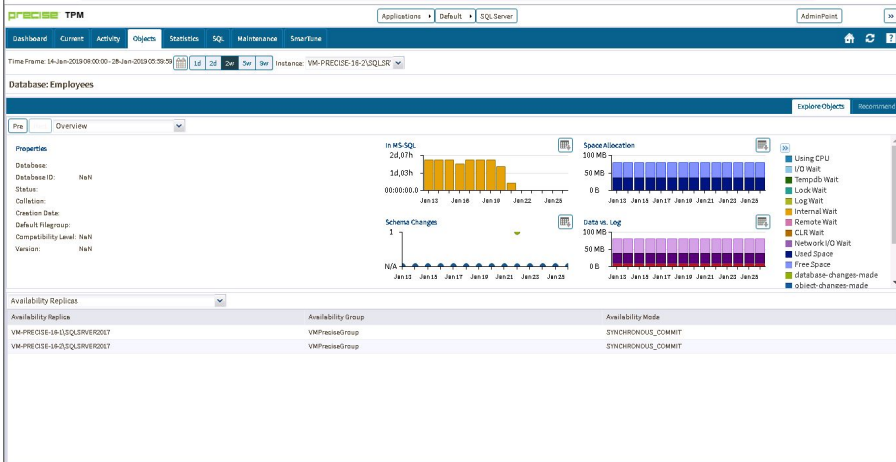 precise TPM
Applications Default SQL Server
AdminPoint »
Dashboard Current Activity Objects Statistics SQL Maintenance SmarTune
Time Frame: 14-Jan-2019 06:00:00 - 28-Jan-2019 05:59:59 1d 2d 2w 5w 9w Instance: VM-PRECISE-16-2\SQLSR
Database: Employees
Explore Objects Recommend
Pre Overview
Properties
Database:
Database ID: NaN
Status:
Collation:
Creation Date:
Default Filegroup:
Compatibility Level: NaN
Version: NaN
In MS-SQL
2d,07h
1d,03h
00:00:00.0
Jan 13 Jan 16 Jan 19 Jan 22 Jan 25
Space Allocation
100 MB
50 MB
0 B
Jan 13 Jan 15 Jan 17 Jan 19 Jan 21 Jan 23 Jan 25
Schema Changes
1
N/A
Jan 13 Jan 15 Jan 17 Jan 19 Jan 21 Jan 23 Jan 25
Data vs. Log
100 MB
50 MB
0 B
Jan 13 Jan 15 Jan 17 Jan 19 Jan 21 Jan 23 Jan 25
»
Using CPU
I/O Wait
Tempdb Wait
Lock Wait
Log Wait
Internal Wait
Remote Wait
CLR Wait
Network I/O Wait
Used Space
Free Space
database-changes-made
object-changes-made
Availability Replicas
Availability Replica Availability Group Availability Mode
VM-PRECISE-16-1\SQLSRVER2017 VMPreciseGroup SYNCHRONOUS_COMMIT
VM-PRECISE-16-2\SQLSRVER2017 VMPreciseGroup SYNCHRONOUS_COMMIT